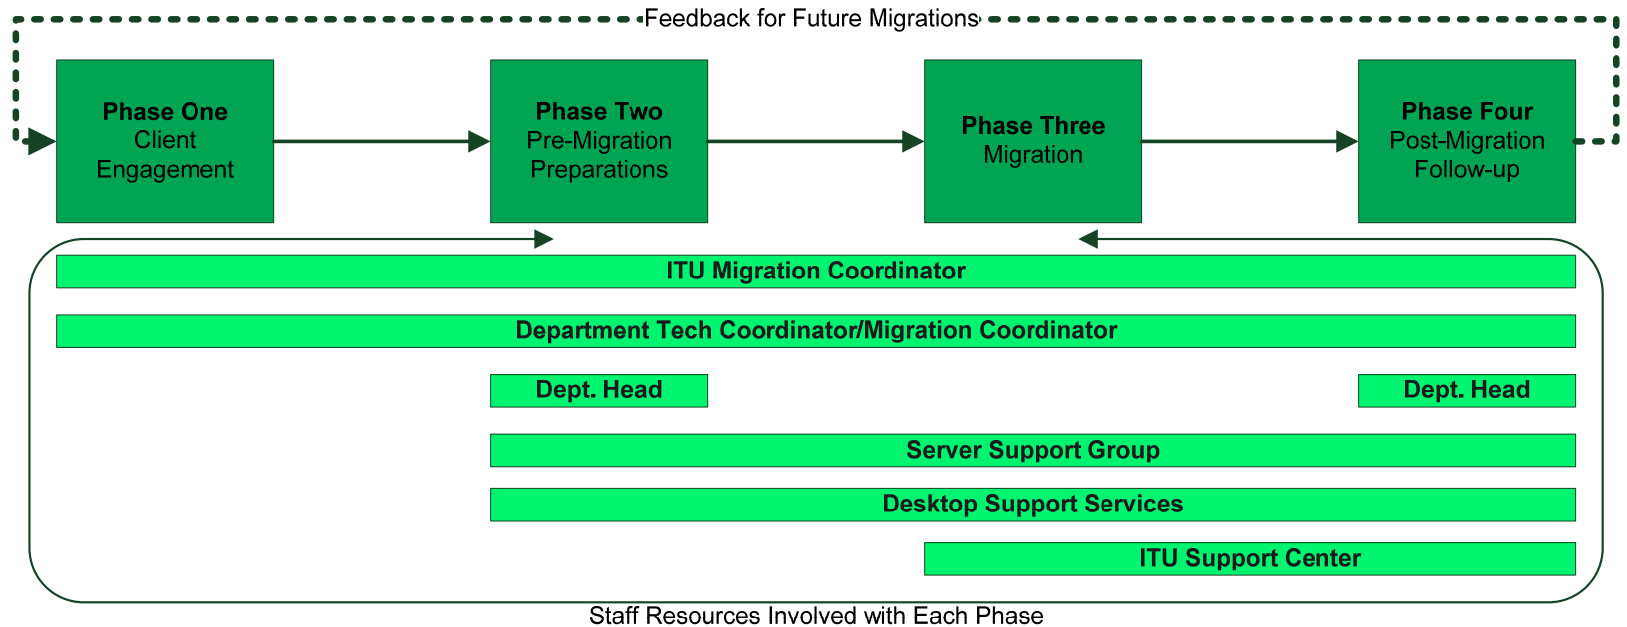 Feedback for Future Migrations
Phase One
Client
Engagement
Phase Two
Pre-Migration
Preparations
Phase Three
Migration
Phase Four
Post-Migration
Follow-up
ITU Migration Coordinator
Department Tech Coordinator/Migration Coordinator
Dept. Head
Dept. Head
Server Support Group
Desktop Support Services
ITU Support Center
Staff Resources Involved with Each Phase